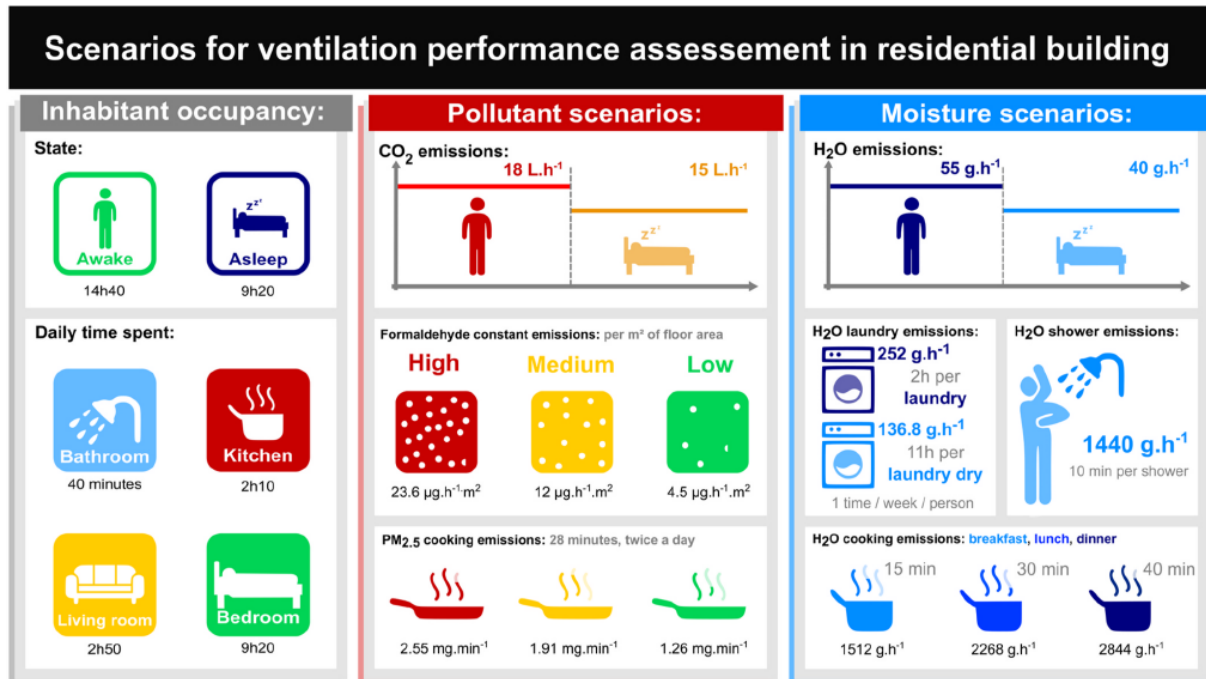 Scenarios for ventilation performance assessement in residential building
Inhabitant occupancy:
State:
Awake
14h40
zzz'
Asleep
9h20
Daily time spent:
Bathroom
40 minutes
Kitchen
2h10
Living room
2h50
Bedroom
9h20
Pollutant scenarios:
CO₂ emissions:
18 L.h⁻¹
15 L.h⁻¹
zzz'
Formaldehyde constant emissions: per m² of floor area
High
Medium
Low
23.6 µg.h⁻¹·m²
12 µg.h⁻¹.m²
4.5 µg.h⁻¹.m²
PM₂.₅ cooking emissions: 28 minutes, twice a day
2.55 mg.min⁻¹
1.91 mg.min⁻¹
1.26 mg.min⁻¹
Moisture scenarios:
H₂O emissions:
55 g.h⁻¹
40 g.h⁻¹
zzz'
H2O laundry emissions:
252 g.h⁻¹
2h per
laundry
136.8 g.h⁻¹
11h per
laundry dry
1 time / week / person
H2O shower emissions:
1440 g.h⁻¹
10 min per shower
H2O cooking emissions: breakfast, lunch, dinner
15 min
30 min
40 min
1512 g.h⁻¹
2268 g.h⁻¹
2844 g.h⁻¹